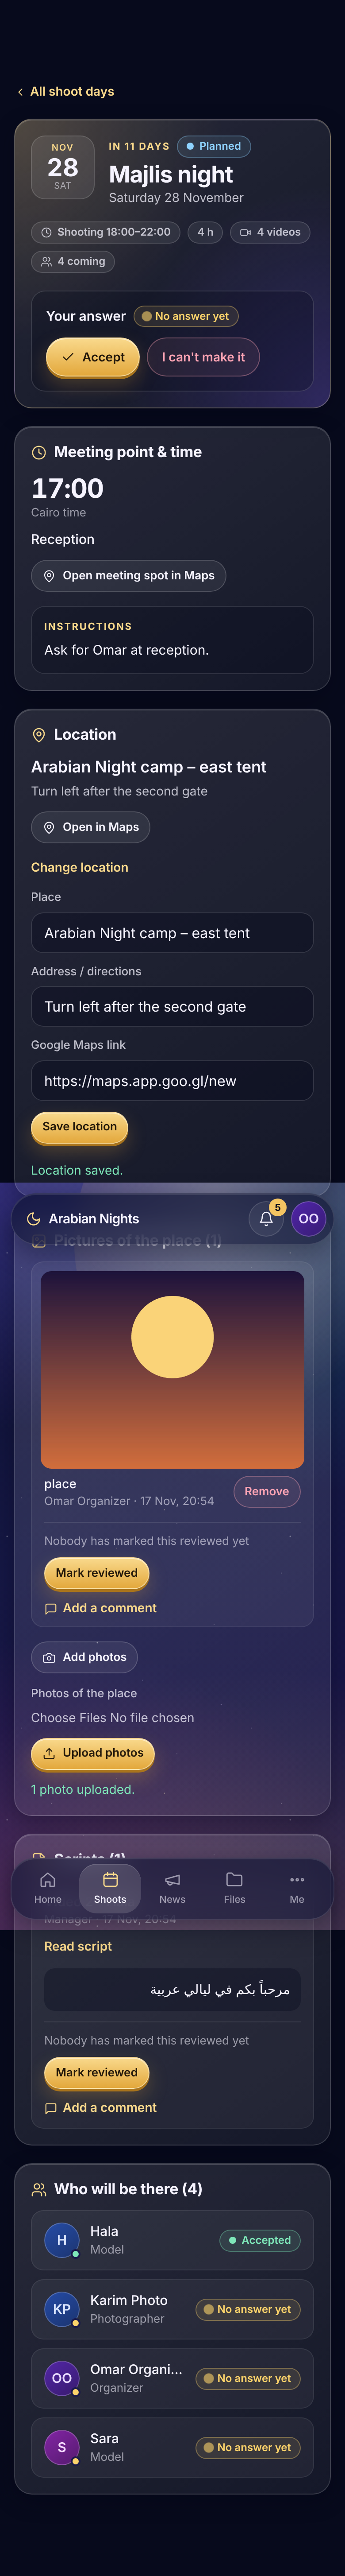 All shoot days
NOV
28
SAT
IN 11 DAYS
Planned
Majlis night
Saturday 28 November
Shooting 18:00–22:00
4 h
4 videos
4 coming
Your answer
No answer yet
Accept
I can't make it
Meeting point & time
17:00
Cairo time
Reception
Open meeting spot in Maps
INSTRUCTIONS
Ask for Omar at reception.
Location
Arabian Night camp – east tent
Turn left after the second gate
Open in Maps
Change location
Place
Arabian Night camp – east tent
Address / directions
Turn left after the second gate
Google Maps link
https://maps.app.goo.gl/new
Save location
Location saved.
Arabian Nights
5
OO
Pictures of the place (1)
place
Omar Organizer · 17 Nov, 20:54
Remove
Nobody has marked this reviewed yet
Mark reviewed
Add a comment
Add photos
Photos of the place
Choose Files No file chosen
Upload photos
1 photo uploaded.
Scripts (1)
Home
Shoots
News
Files
Me
Manager · 17 Nov, 20:54
Read script
مرحباً بكم في ليالي عربية
Nobody has marked this reviewed yet
Mark reviewed
Add a comment
Who will be there (4)
H
Hala
Model
Accepted
KP
Karim Photo
Photographer
No answer yet
OO
Omar Organi...
Organizer
No answer yet
S
Sara
Model
No answer yet